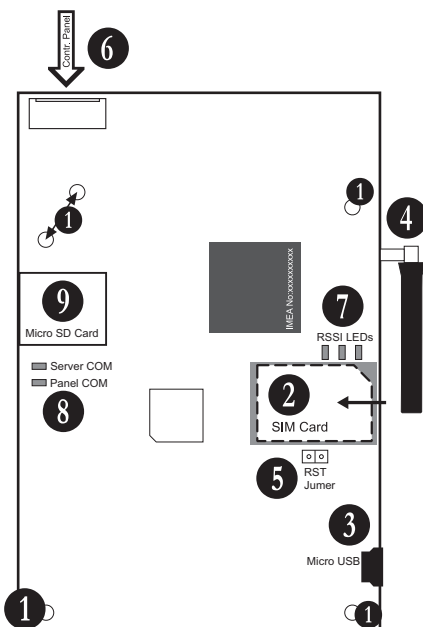 Contr. Panel
6
1
1
4
IMEA No:xxxxxxxxxx
9
Micro SD Card
7
RSSI LEDs
Server COM
Panel COM
8
2
SIM Card
5
RST
Jumer
3
Micro USB
1
1